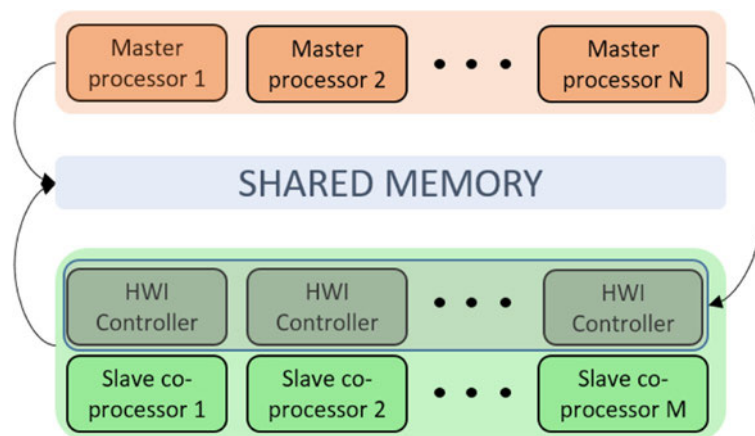 Master
processor 1
Master
processor 2
Master
processor N
SHARED MEMORY
HWI
Controller
HWI
Controller
HWI
Controller
Slave co-
processor 1
Slave co-
processor 2
Slave co-
processor M